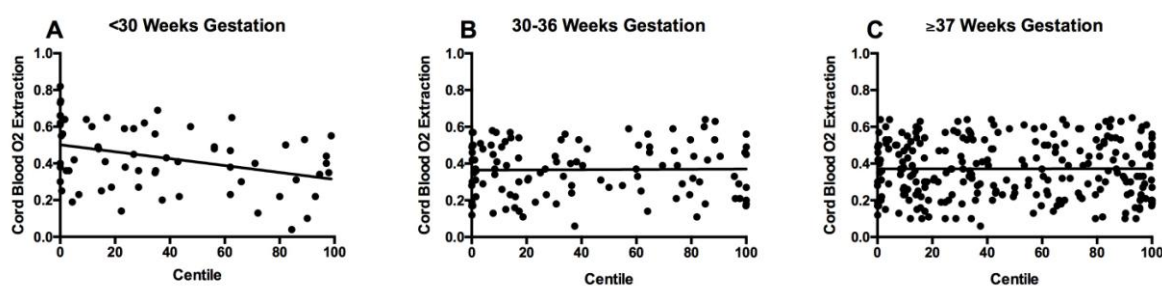 A <30 Weeks Gestation
1.0
0.8
0.6
0.4
0.2
0.0
Cord Blood O2 Extraction
0 20 40 60 80 100
Centile
B 30-36 Weeks Gestation
1.0
0.8
0.6
0.4
0.2
0.0
Cord Blood O2 Extraction
0 20 40 60 80 100
Centile
C ≥37 Weeks Gestation
1.0
0.8
0.6
0.4
0.2
0.0
Cord Blood O2 Extraction
0 20 40 60 80 100
Centile